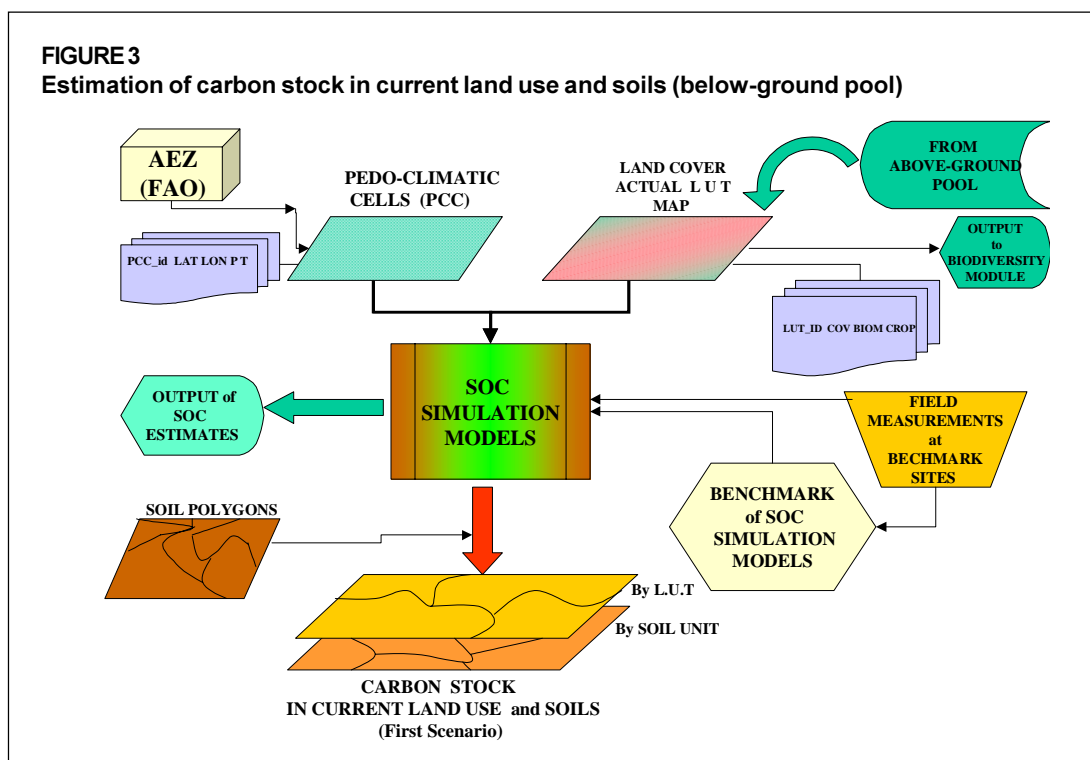 FIGURE 3
Estimation of carbon stock in current land use and soils (below-ground pool)
AEZ
(FAO)
PEDO-CLIMATIC
CELLS (PCC)
LAND COVER
ACTUAL L U T
MAP
FROM
ABOVE-GROUND
POOL
PCC_id LAT LON P T
OUTPUT
to
BIODIVERSITY
MODULE
LUT_ID COV BIOM CROP
SOC
SIMULATION
MODELS
OUTPUT of
SOC
ESTIMATES
FIELD
MEASUREMENTS
at
BECHMARK
SITES
BENCHMARK
of SOC
SIMULATION
MODELS
SOIL POLYGONS
By L.U.T
By SOIL UNIT
CARBON STOCK
IN CURRENT LAND USE and SOILS
(First Scenario)